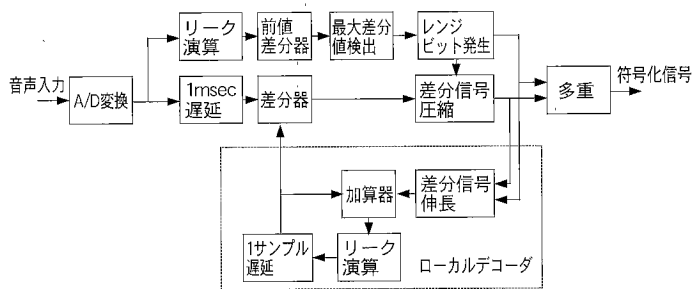 リーク
演算
前値
差分器
最大差分
値検出
レンジ
ビット発生
音声入力
A/D変換
1msec
遅延
差分器
差分信号
圧縮
多重
符号化信号
加算器
差分信号
伸長
1サンプル
遅延
リーク
演算
ローカルデコーダ